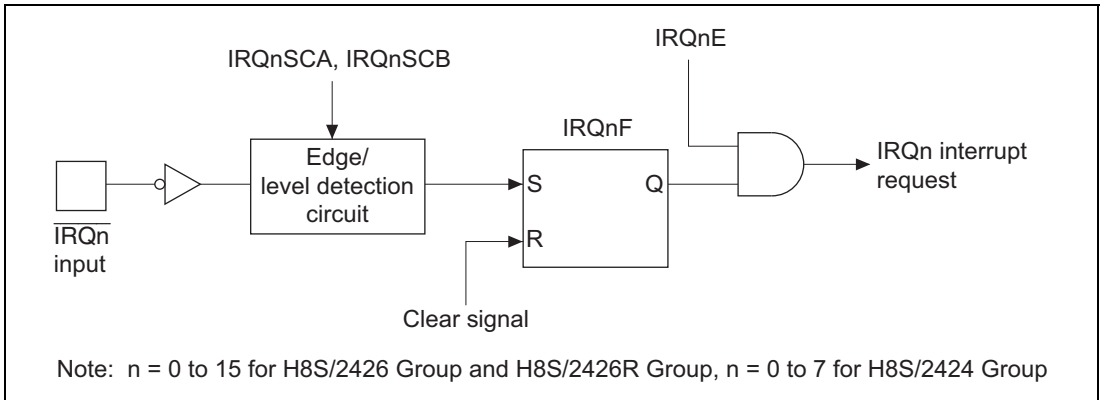 IRQnE
IRQnSCA, IRQnSCB
IRQnF
Edge/
level detection
circuit
S
Q
R
IRQn interrupt
request
IRQn
input
Clear signal
Note: n = 0 to 15 for H8S/2426 Group and H8S/2426R Group, n = 0 to 7 for H8S/2424 Group